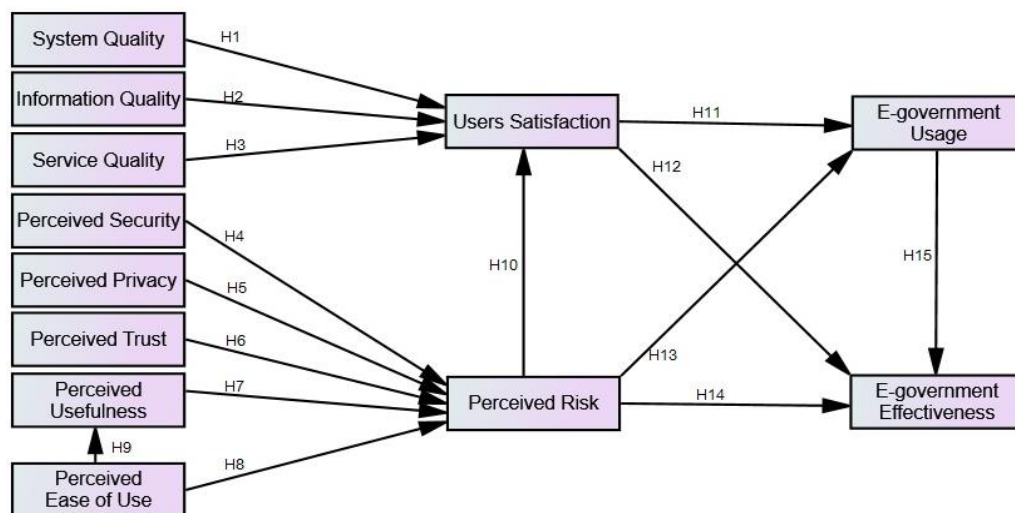 System Quality
H1
Information Quality
H2
Users Satisfaction
H11
E-government
Usage
Service Quality
H3
H12
Perceived Security
H4
H10
H15
Perceived Privacy
H5
Perceived Trust
H6
H13
Perceived
Usefulness
H7
Perceived Risk
H14
E-government
Effectiveness
H9
H8
Perceived
Ease of Use